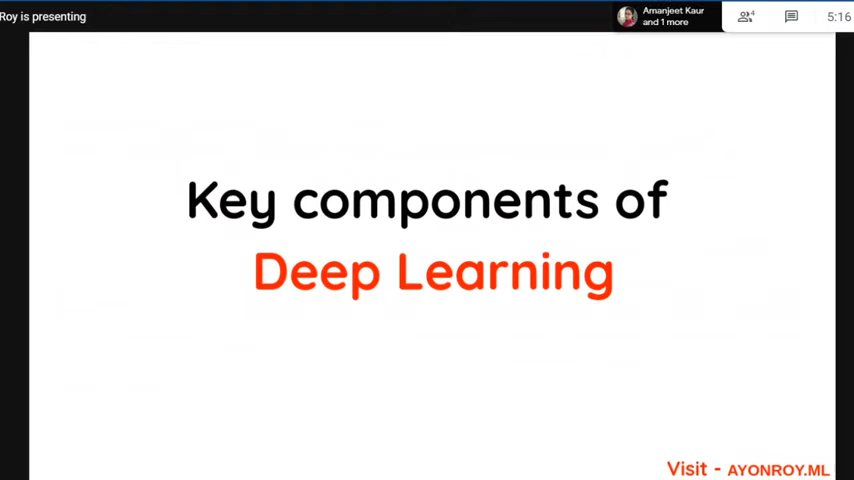 Roy is presenting
Amanjeet Kaur
and 1 more
4
5:16
Key components of
Deep Learning
Visit - AYONROY.ML